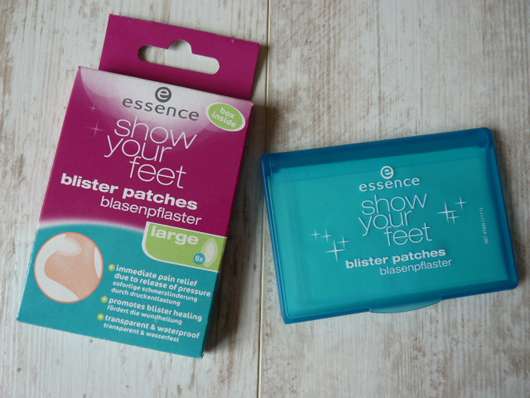 essence
box
inside
show
your
feet
blister patches
blasenpflaster
large
6x
immediate pain relief
due to release of pressure
sofortige schmerzlinderung
durch druckentlastung
promotes blister healing
fördert die wundheilung
transparent & waterproof
transparent & wasserfest
essence
show
your
feet
blister patches
blasenpflaster